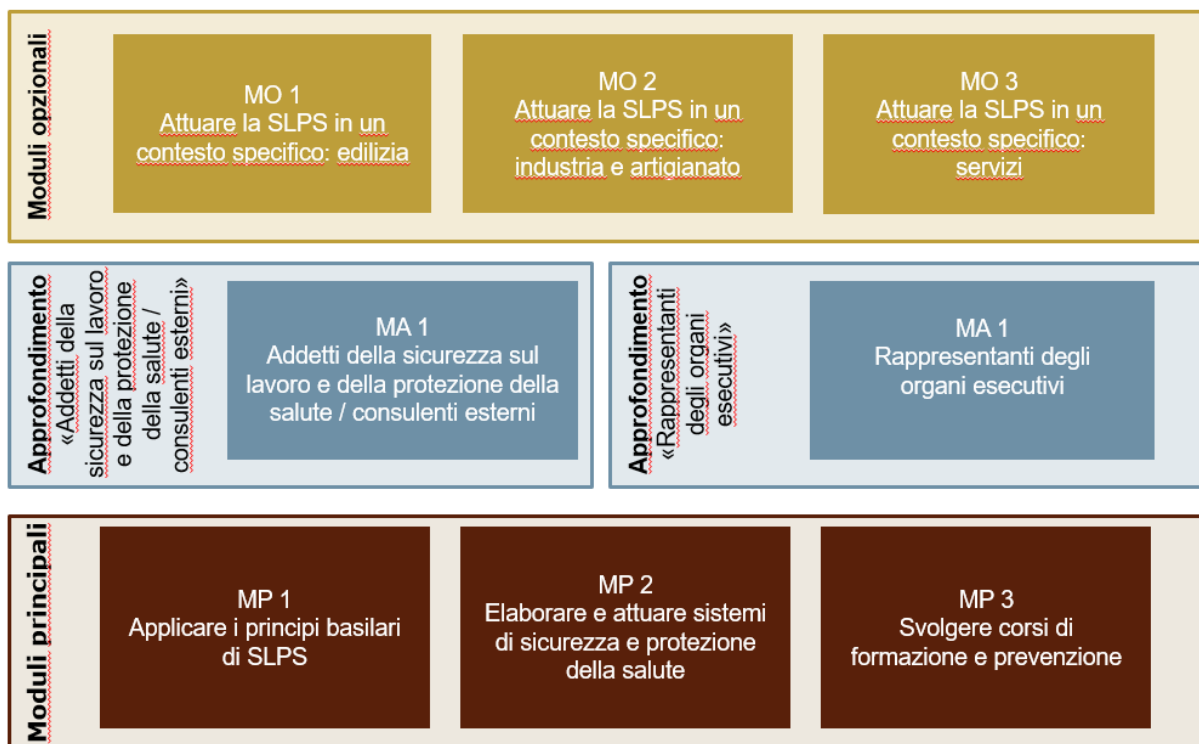 Moduli opzionali
MO 1
Attuare la SLPS in un
contesto specifico: edilizia
MO 2
Attuare la SLPS in un
contesto specifico:
industria e artigianato
MO 3
Attuare la SLPS in un
contesto specifico:
servizi
Approfondimento
«Addetti della
sicurezza sul lavoro
e della protezione
della salute /
consulenti esterni»
MA 1
Addetti della sicurezza sul
lavoro e della protezione della
salute / consulenti esterni
Approfondimento
«Rappresentanti
degli organi
esecutivi»
MA 1
Rappresentanti degli
organi esecutivi
Moduli principali
MP 1
Applicare i principi basilari
di SLPS
MP 2
Elaborare e attuare sistemi
di sicurezza e protezione
della salute
MP 3
Svolgere corsi di
formazione e prevenzione